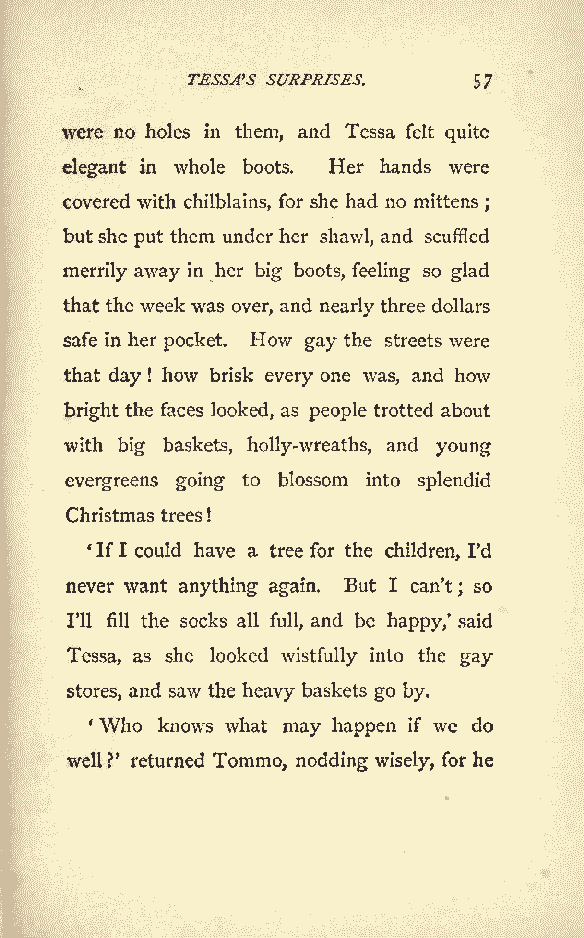 TESSA'S SURPRISES. 57
were no holes in them, and Tessa felt quite
elegant in whole boots. Her hands were
covered with chilblains, for she had no mittens ;
but she put them under her shawl, and scuffled
merrily away in her big boots, feeling so glad
that the week was over, and nearly three dollars
safe in her pocket. How gay the streets were
that day ! how brisk every one was, and how
bright the faces looked, as people trotted about
with big baskets, holly-wreaths, and young
evergreens going to blossom into splendid
Christmas trees !
‘If I could have a tree for the children, I’d
never want anything again. But I can’t ; so
I’ll fill the socks all full, and be happy,’ said
Tessa, as she looked wistfully into the gay
stores, and saw the heavy baskets go by.
‘Who knows what may happen if we do
well ?’ returned Tommo, nodding wisely, for he